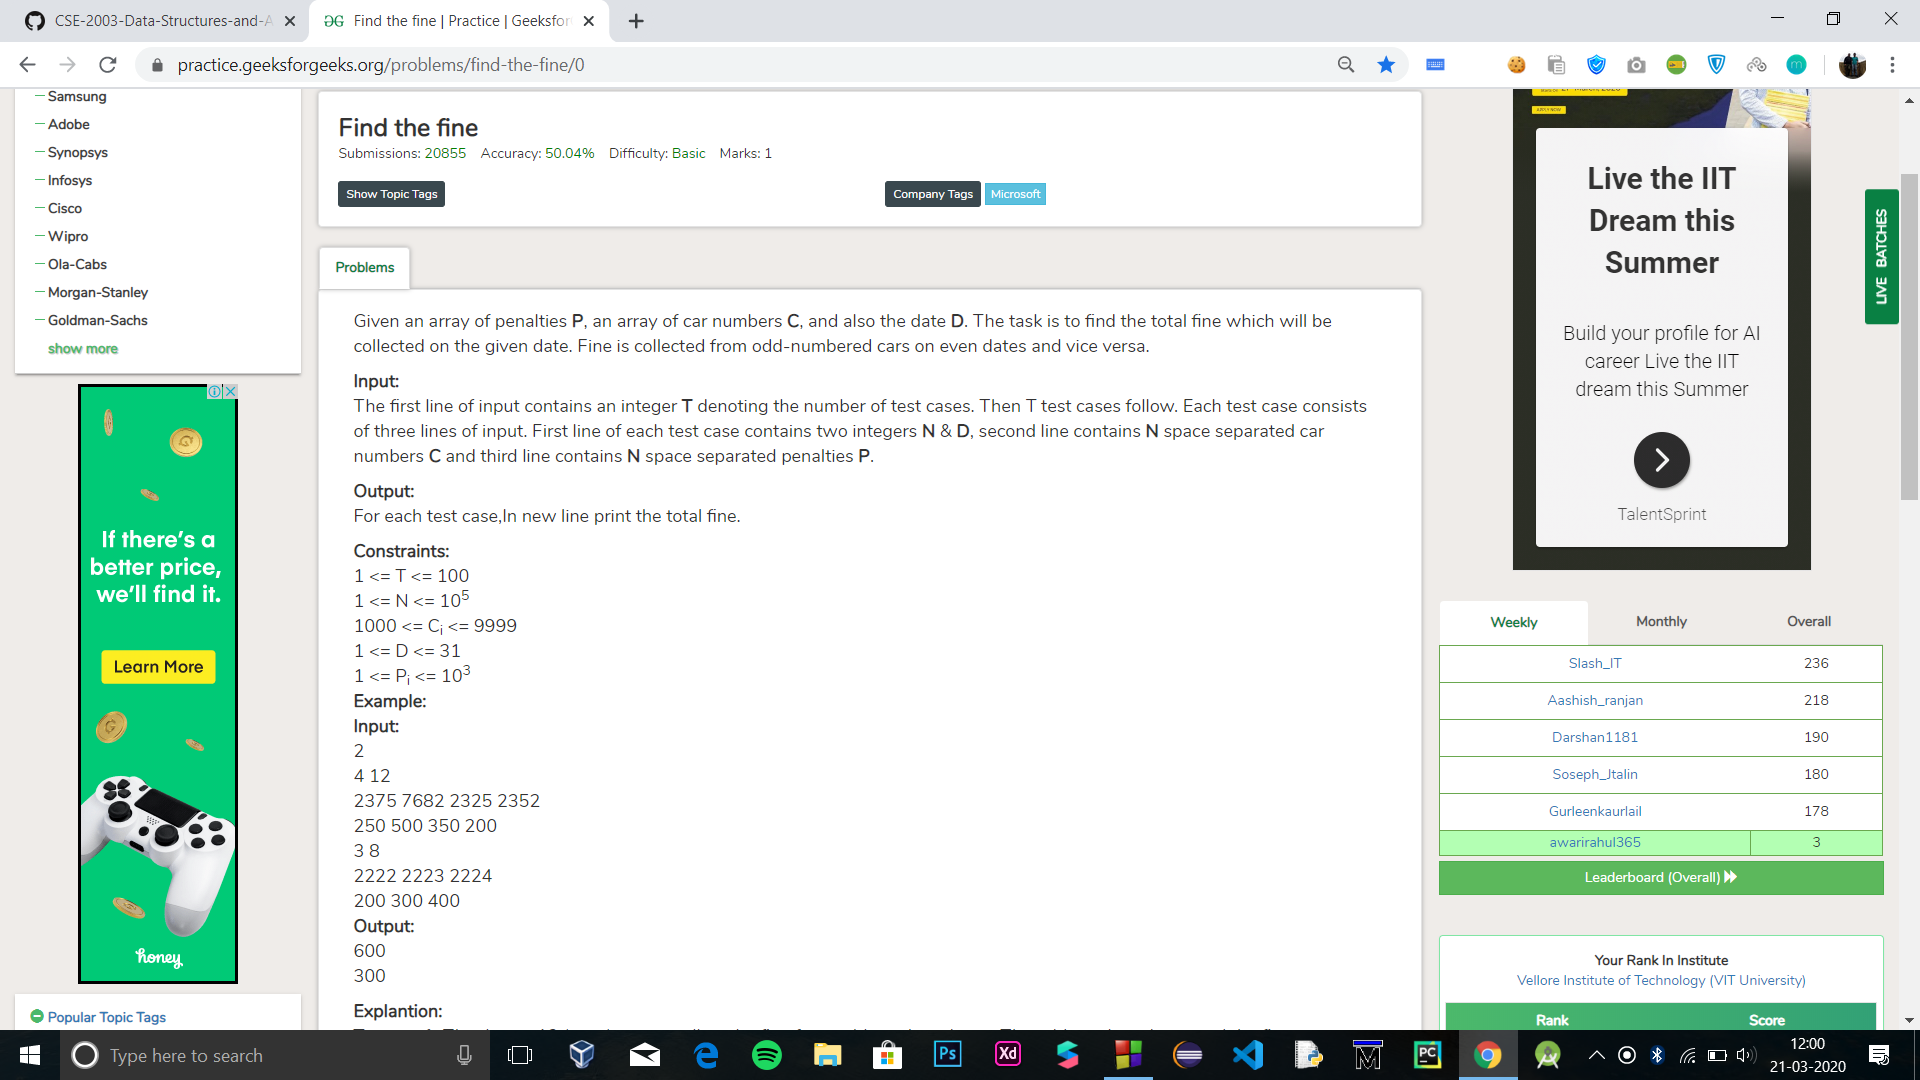 CSE-2003-Data-Structures-and-A
Find the fine | Practice | Geeksfor
practice.geeksforgeeks.org/problems/find-the-fine/0
Samsung
Adobe
Synopsys
Infosys
Cisco
Wipro
Ola-Cabs
Morgan-Stanley
Goldman-Sachs
show more
If there's a
better price,
we'll find it.
Learn More
honey
Popular Topic Tags
Find the fine
Submissions: 20855 Accuracy: 50.04% Difficulty: Basic Marks: 1
Show Topic Tags
Company Tags Microsoft
Problems
Given an array of penalties P, an array of car numbers C, and also the date D. The task is to find the total fine which will be
collected on the given date. Fine is collected from odd-numbered cars on even dates and vice versa.
Input:
The first line of input contains an integer T denoting the number of test cases. Then T test cases follow. Each test case consists
of three lines of input. First line of each test case contains two integers N & D, second line contains N space separated car
numbers C and third line contains N space separated penalties P.
Output:
For each test case,In new line print the total fine.
Constraints:
1 <= T <= 100
1 <= N <= 10⁵
1000 <= Cᵢ <= 9999
1 <= D <= 31
1 <= Pᵢ <= 10³
Example:
Input:
2
4 12
2375 7682 2325 2352
250 500 350 200
3 8
2222 2223 2224
200 300 400
Output:
600
300
Explantion:
APPLY NOW
Live the IIT
Dream this
Summer
Build your profile for AI
career Live the IIT
dream this Summer
TalentSprint
LIVE BATCHES
Weekly Monthly Overall
Slash_IT 236
Aashish_ranjan 218
Darshan1181 190
Soseph_Jtalin 180
Gurleenkaurlail 178
awarirahul365 3
Leaderboard (Overall)
Your Rank In Institute
Vellore Institute of Technology (VIT University)
Rank Score
Type here to search
Ps
Xd
PC
12:00
21-03-2020